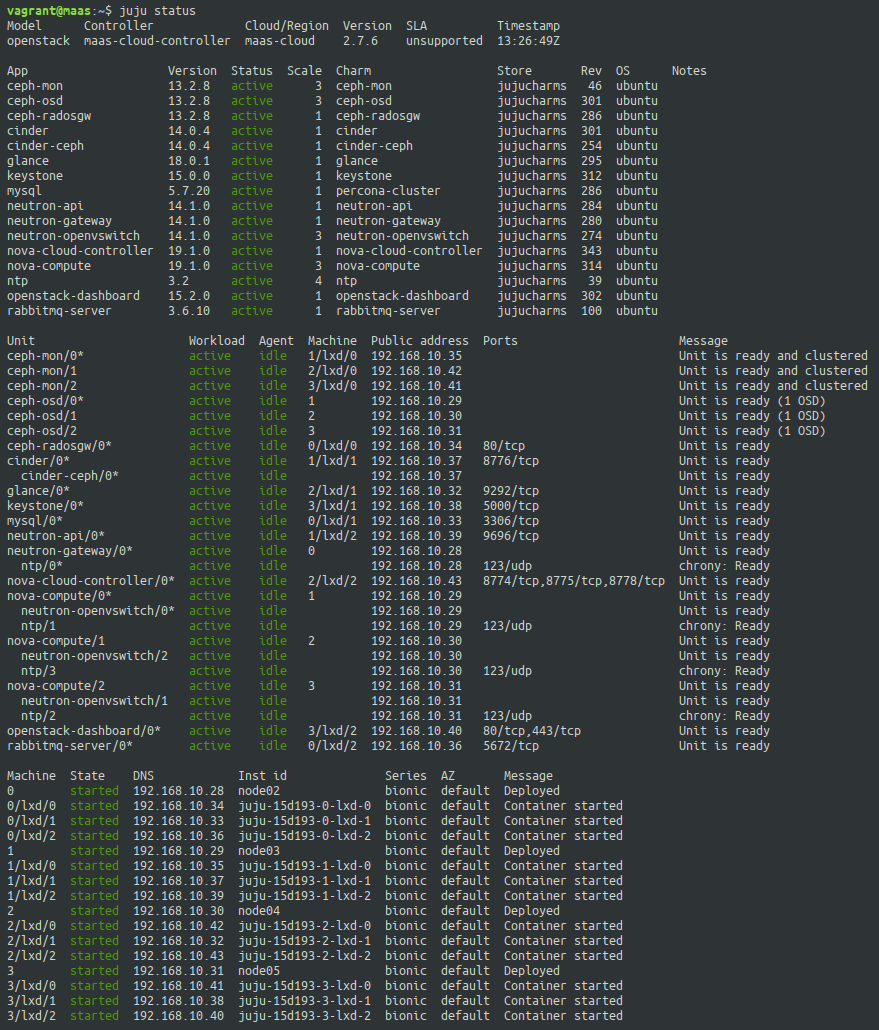 vagrant@maas:~$ juju status
Model      Controller             Cloud/Region  Version  SLA          Timestamp
openstack  maas-cloud-controller  maas-cloud    2.7.6    unsupported  13:26:49Z

App                    Version  Status  Scale  Charm                  Store       Rev  OS      Notes
ceph-mon               13.2.8   active      3  ceph-mon               jujucharms   46  ubuntu
ceph-osd               13.2.8   active      3  ceph-osd               jujucharms  301  ubuntu
ceph-radosgw           13.2.8   active      1  ceph-radosgw           jujucharms  286  ubuntu
cinder                 14.0.4   active      1  cinder                 jujucharms  301  ubuntu
cinder-ceph            14.0.4   active      1  cinder-ceph            jujucharms  254  ubuntu
glance                 18.0.1   active      1  glance                 jujucharms  295  ubuntu
keystone               15.0.0   active      1  keystone               jujucharms  312  ubuntu
mysql                  5.7.20   active      1  percona-cluster        jujucharms  286  ubuntu
neutron-api            14.1.0   active      1  neutron-api            jujucharms  284  ubuntu
neutron-gateway        14.1.0   active      1  neutron-gateway        jujucharms  280  ubuntu
neutron-openvswitch    14.1.0   active      3  neutron-openvswitch    jujucharms  274  ubuntu
nova-cloud-controller  19.1.0   active      1  nova-cloud-controller  jujucharms  343  ubuntu
nova-compute           19.1.0   active      3  nova-compute           jujucharms  314  ubuntu
ntp                    3.2      active      4  ntp                    jujucharms   39  ubuntu
openstack-dashboard    15.2.0   active      1  openstack-dashboard    jujucharms  302  ubuntu
rabbitmq-server        3.6.10   active      1  rabbitmq-server        jujucharms  100  ubuntu

Unit                      Workload  Agent  Machine  Public address  Ports                       Message
ceph-mon/0*               active    idle   1/lxd/0  192.168.10.35                               Unit is ready and clustered
ceph-mon/1                active    idle   2/lxd/0  192.168.10.42                               Unit is ready and clustered
ceph-mon/2                active    idle   3/lxd/0  192.168.10.41                               Unit is ready and clustered
ceph-osd/0*               active    idle   1        192.168.10.29                               Unit is ready (1 OSD)
ceph-osd/1                active    idle   2        192.168.10.30                               Unit is ready (1 OSD)
ceph-osd/2                active    idle   3        192.168.10.31                               Unit is ready (1 OSD)
ceph-radosgw/0*           active    idle   0/lxd/0  192.168.10.34   80/tcp                      Unit is ready
cinder/0*                 active    idle   1/lxd/1  192.168.10.37   8776/tcp                    Unit is ready
  cinder-ceph/0*          active    idle            192.168.10.37                               Unit is ready
glance/0*                 active    idle   2/lxd/1  192.168.10.32   9292/tcp                    Unit is ready
keystone/0*               active    idle   3/lxd/1  192.168.10.38   5000/tcp                    Unit is ready
mysql/0*                  active    idle   0/lxd/1  192.168.10.33   3306/tcp                    Unit is ready
neutron-api/0*            active    idle   1/lxd/2  192.168.10.39   9696/tcp                    Unit is ready
neutron-gateway/0*        active    idle   0        192.168.10.28                               Unit is ready
  ntp/0*                  active    idle            192.168.10.28   123/udp                     chrony: Ready
nova-cloud-controller/0*  active    idle   2/lxd/2  192.168.10.43   8774/tcp,8775/tcp,8778/tcp  Unit is ready
nova-compute/0*           active    idle   1        192.168.10.29                               Unit is ready
  neutron-openvswitch/0*  active    idle            192.168.10.29                               Unit is ready
  ntp/1                   active    idle            192.168.10.29   123/udp                     chrony: Ready
nova-compute/1            active    idle   2        192.168.10.30                               Unit is ready
  neutron-openvswitch/2   active    idle            192.168.10.30                               Unit is ready
  ntp/3                   active    idle            192.168.10.30   123/udp                     chrony: Ready
nova-compute/2            active    idle   3        192.168.10.31                               Unit is ready
  neutron-openvswitch/1   active    idle            192.168.10.31                               Unit is ready
  ntp/2                   active    idle            192.168.10.31   123/udp                     chrony: Ready
openstack-dashboard/0*    active    idle   3/lxd/2  192.168.10.40   80/tcp,443/tcp              Unit is ready
rabbitmq-server/0*        active    idle   0/lxd/2  192.168.10.36   5672/tcp                    Unit is ready

Machine  State    DNS            Inst id              Series  AZ       Message
0        started  192.168.10.28  node02               bionic  default  Deployed
0/lxd/0  started  192.168.10.34  juju-15d193-0-lxd-0  bionic  default  Container started
0/lxd/1  started  192.168.10.33  juju-15d193-0-lxd-1  bionic  default  Container started
0/lxd/2  started  192.168.10.36  juju-15d193-0-lxd-2  bionic  default  Container started
1        started  192.168.10.29  node03               bionic  default  Deployed
1/lxd/0  started  192.168.10.35  juju-15d193-1-lxd-0  bionic  default  Container started
1/lxd/1  started  192.168.10.37  juju-15d193-1-lxd-1  bionic  default  Container started
1/lxd/2  started  192.168.10.39  juju-15d193-1-lxd-2  bionic  default  Container started
2        started  192.168.10.30  node04               bionic  default  Deployed
2/lxd/0  started  192.168.10.42  juju-15d193-2-lxd-0  bionic  default  Container started
2/lxd/1  started  192.168.10.32  juju-15d193-2-lxd-1  bionic  default  Container started
2/lxd/2  started  192.168.10.43  juju-15d193-2-lxd-2  bionic  default  Container started
3        started  192.168.10.31  node05               bionic  default  Deployed
3/lxd/0  started  192.168.10.41  juju-15d193-3-lxd-0  bionic  default  Container started
3/lxd/1  started  192.168.10.38  juju-15d193-3-lxd-1  bionic  default  Container started
3/lxd/2  started  192.168.10.40  juju-15d193-3-lxd-2  bionic  default  Container started